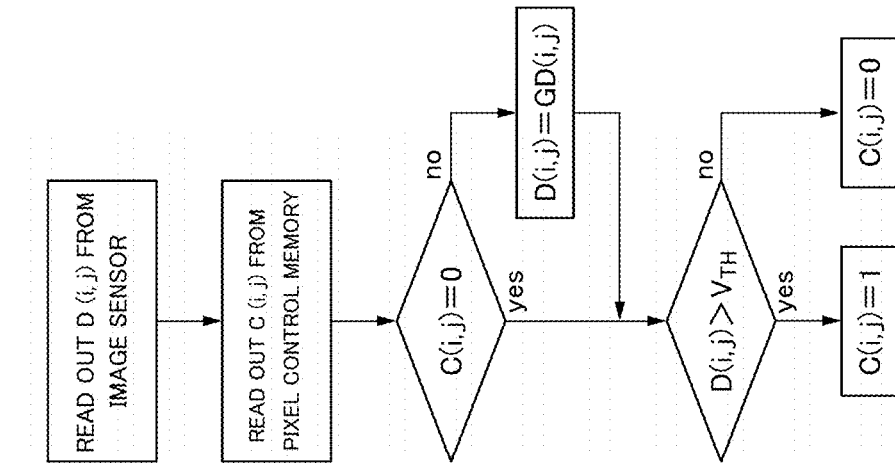 READ OUT D (i, j) FROM
IMAGE SENSOR
READ OUT C (i, j) FROM
PIXEL CONTROL MEMORY
C(i,j)=0
no
yes
D(i,j)=GD(i,j)
D(i,j)>VTH
no
yes
C(i,j)=1
C(i,j)=0